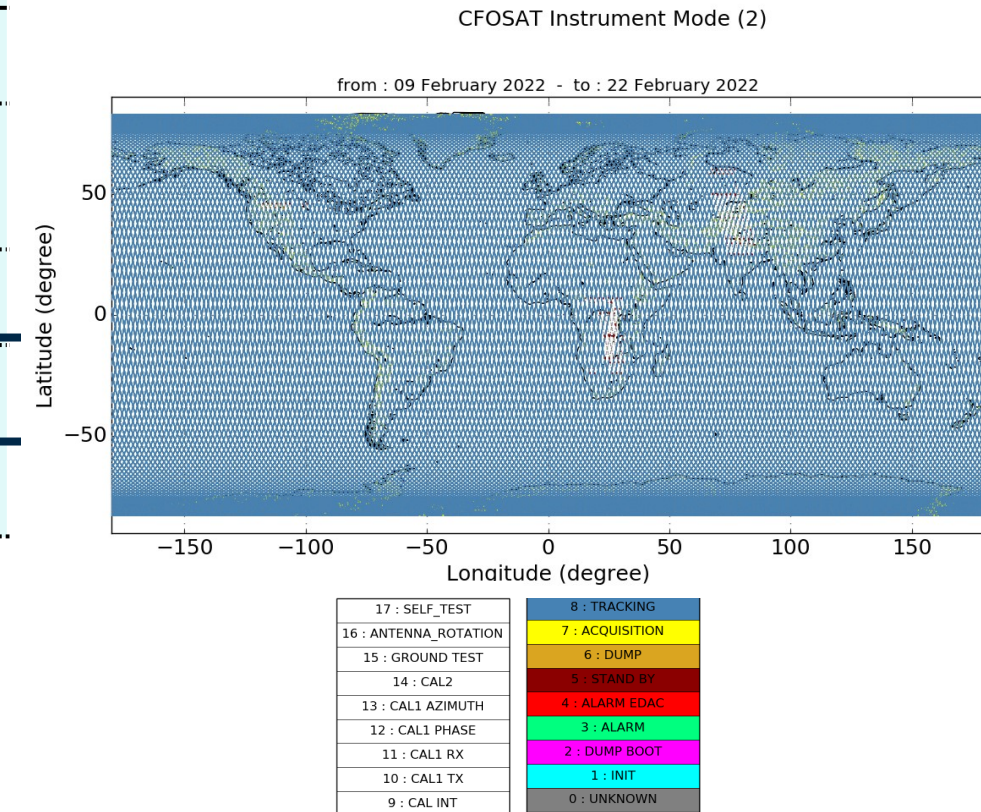 CFOSAT Instrument Mode (2)
from : 09 February 2022 - to : 22 February 2022
Latitude (degree)
50
0
−50
−150
−100
−50
0
50
100
150
Longitude (degree)
17 : SELF_TEST
16 : ANTENNA_ROTATION
15 : GROUND TEST
14 : CAL2
13 : CAL1 AZIMUTH
12 : CAL1 PHASE
11 : CAL1 RX
10 : CAL1 TX
9 : CAL INT
8 : TRACKING
7 : ACQUISITION
6 : DUMP
5 : STAND BY
4 : ALARM EDAC
3 : ALARM
2 : DUMP BOOT
1 : INIT
0 : UNKNOWN